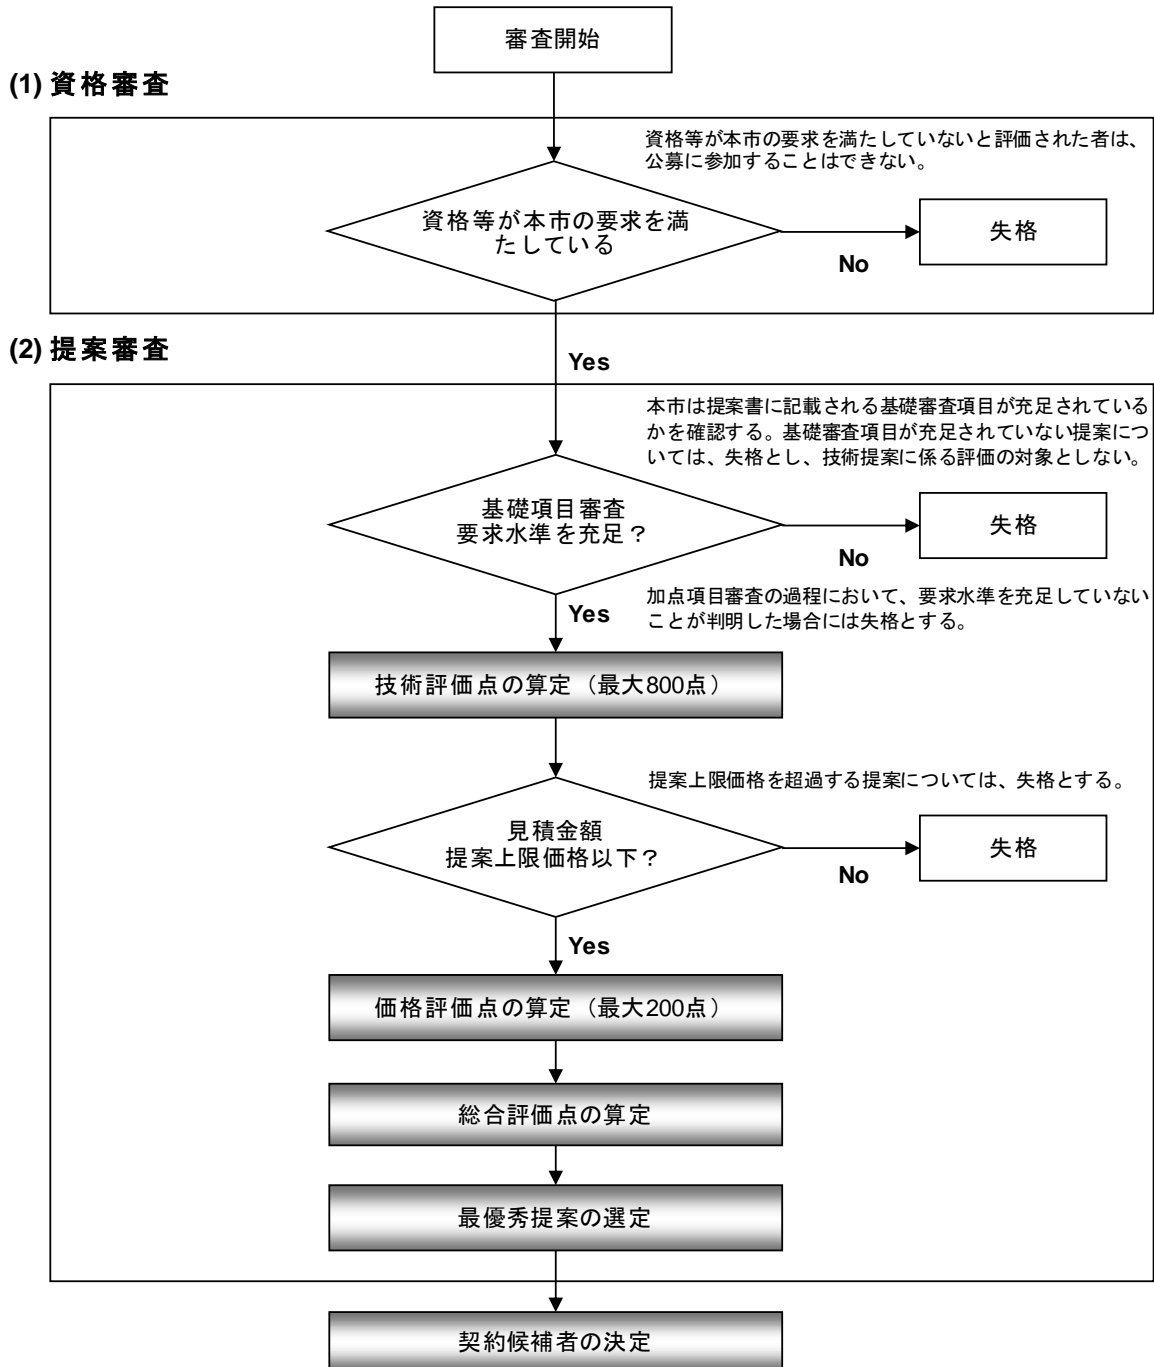 審査開始
(1) 資格審査
資格等が本市の要求を満たしていないと評価された者は、
公募に参加することはできない。
資格等が本市の要求を満
たしている
失格
No
(2) 提案審査
Yes
本市は提案書に記載される基礎審査項目が充足されている
かを確認する。基礎審査項目が充足されていない提案につ
いては、失格とし、技術提案に係る評価の対象としない。
基礎項目審査
要求水準を充足？
失格
No
Yes
加点項目審査の過程において、要求水準を充足していない
ことが判明した場合には失格とする。
技術評価点の算定（最大800点）
提案上限価格を超過する提案については、失格とする。
見積金額
提案上限価格以下？
失格
No
Yes
価格評価点の算定（最大200点）
総合評価点の算定
最優秀提案の選定
契約候補者の決定